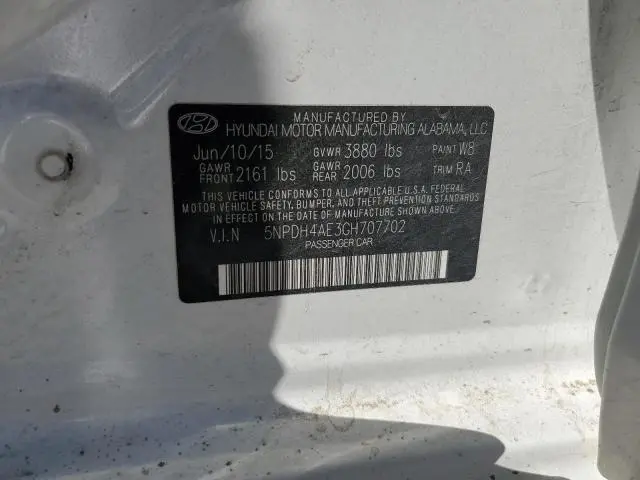 MANUFACTURED BY
HYUNDAI MOTOR MANUFACTURING ALABAMA, LLC
Jun/10/15 GVWR 3880 lbs PAINT W8
GAWR FRONT 2161 lbs GAWR REAR 2006 lbs TRIM RA
THIS VEHICLE CONFORMS TO ALL APPLICABLE U.S.A. FEDERAL
MOTOR VEHICLE SAFETY, BUMPER, AND THEFT PREVENTION STANDARDS
IN EFFECT ON THE DATE OF MANUFACTURE SHOWN ABOVE.
V.I.N 5NPDH4AE3GH707702
PASSENGER CAR